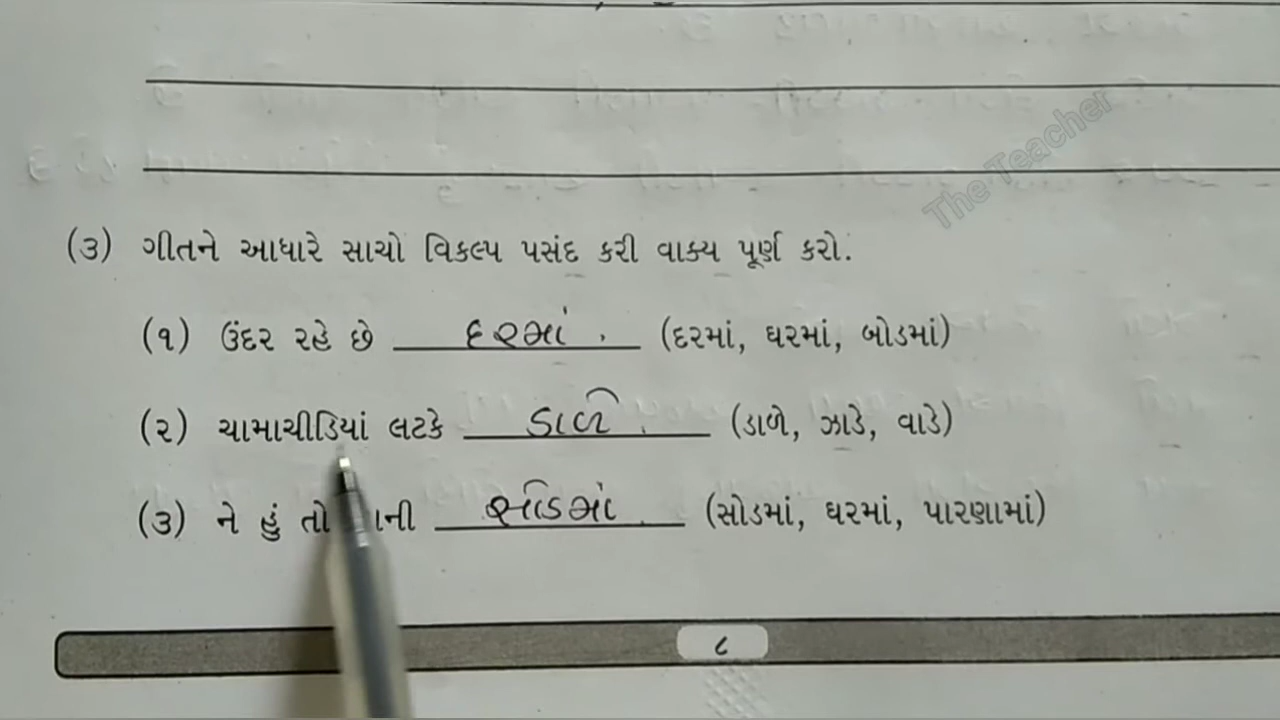 The Teacher
(૩) ગીતને આધારે સાચો વિકલ્પ પસંદ કરી વાક્ય પૂર્ણ કરો.
(૧) ઉંદર રહે છે દરમાં. (દરમાં, ઘરમાં, બોડમાં)
(૨) ચામાચીડિયાં લટકે ડાળે. (ડાળે, ઝાડે, વાડે)
(૩) ને હું તો સોડમાં. (સોડમાં, ઘરમાં, પારણામાં)
૮